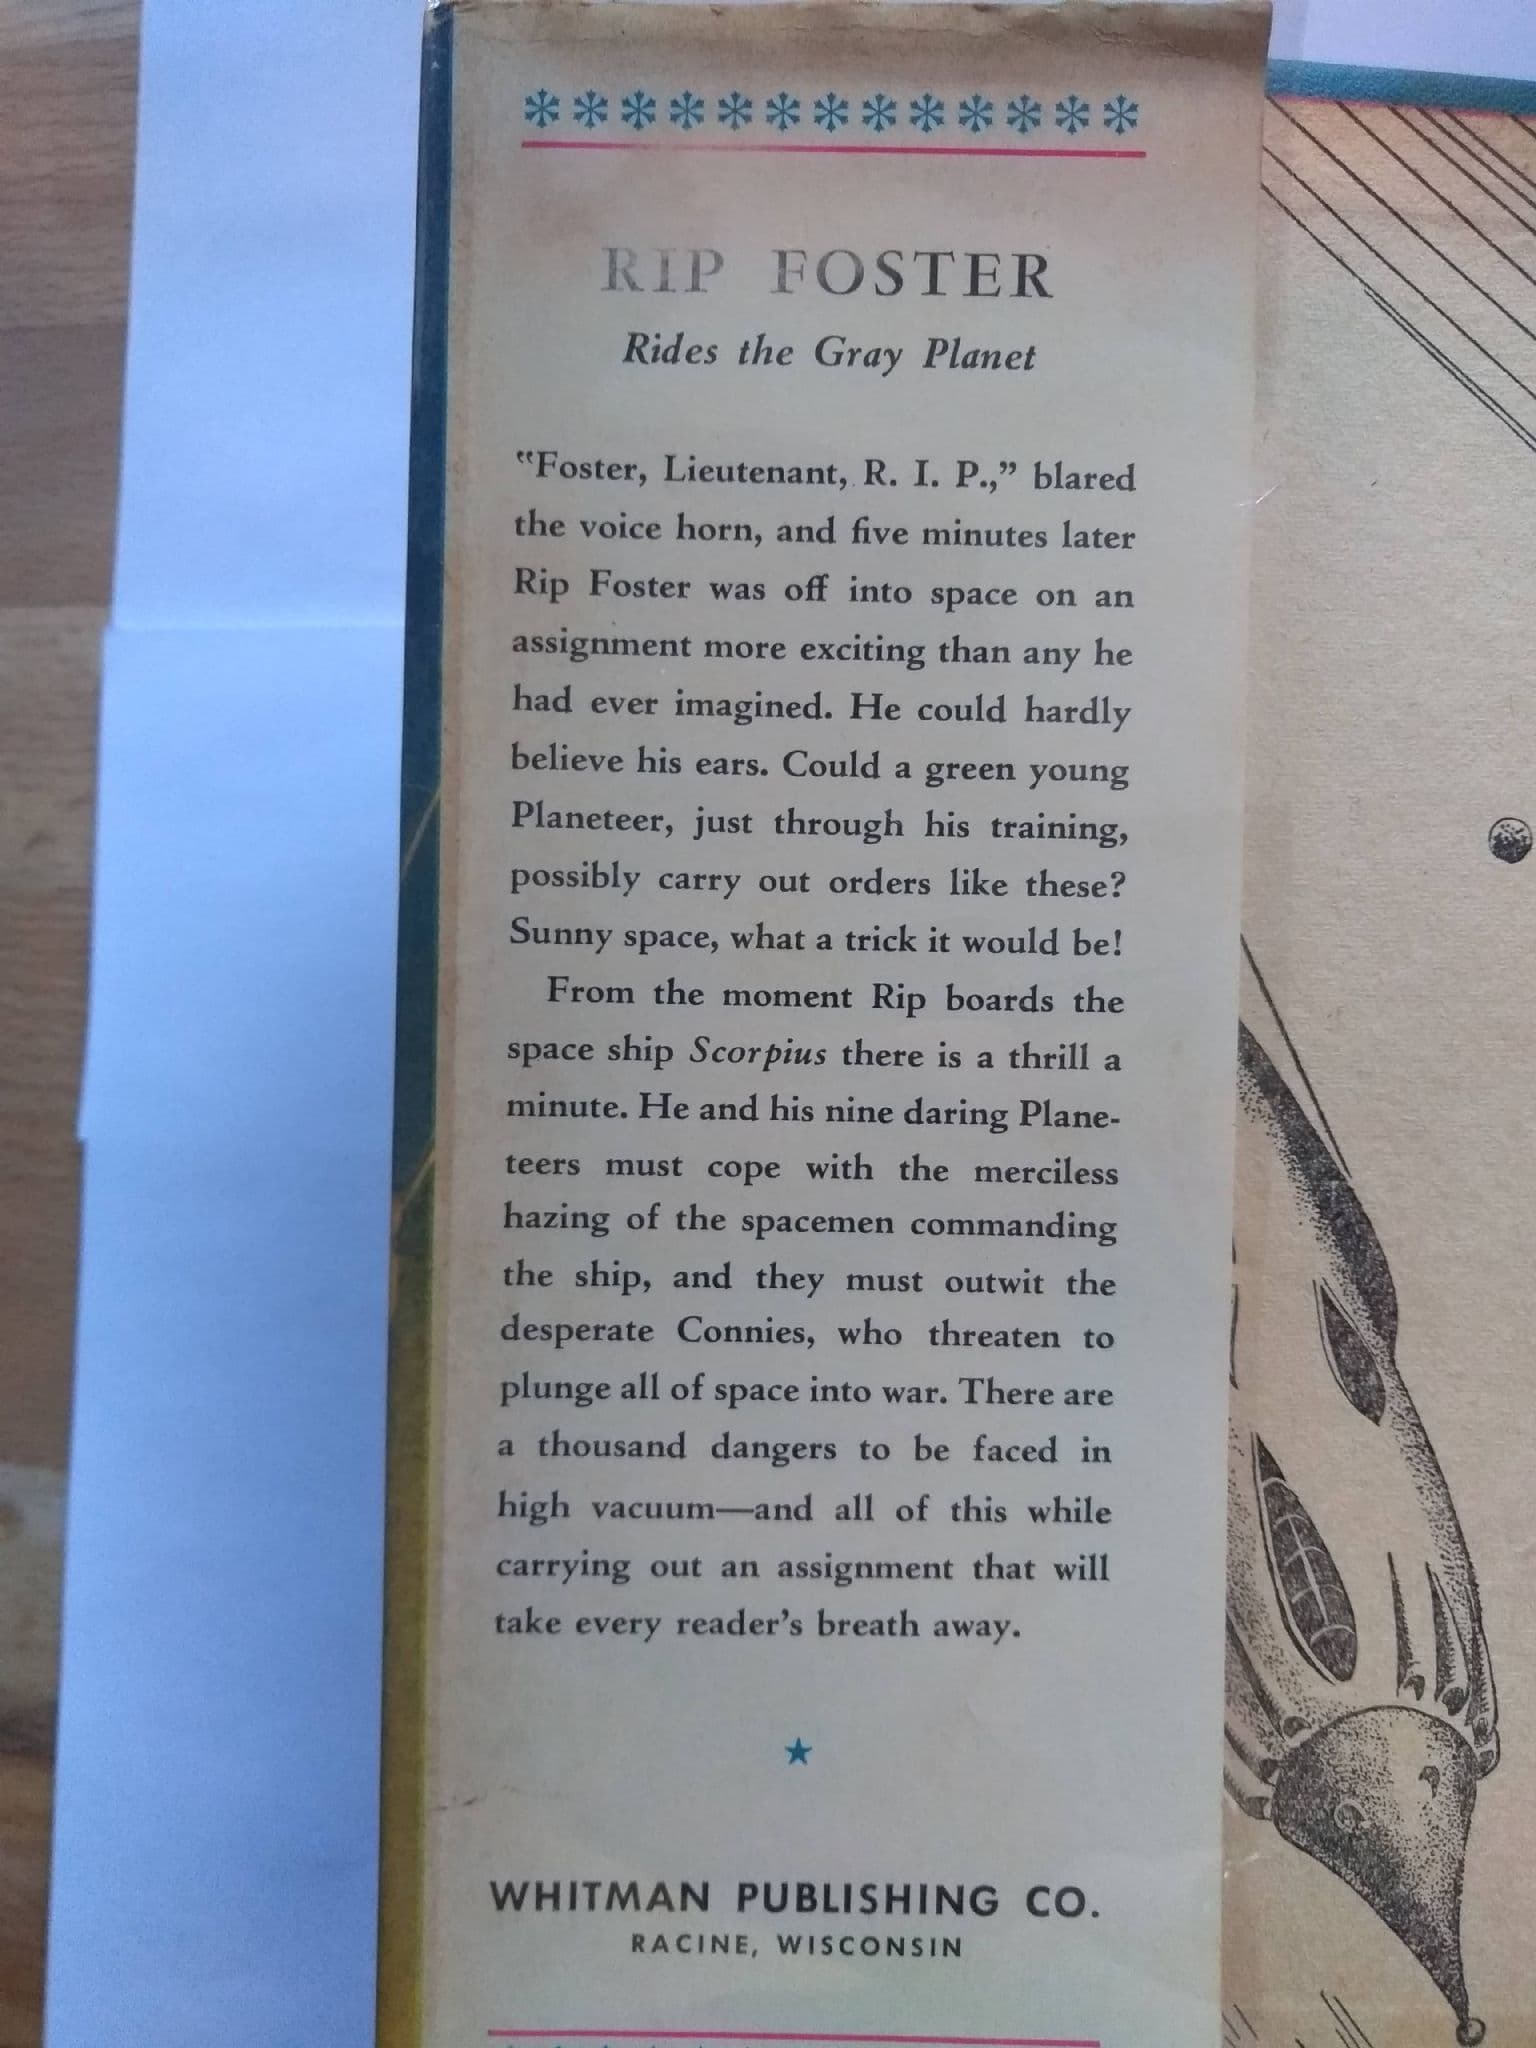 RIP FOSTER
Rides the Gray Planet
"Foster, Lieutenant, R. I. P.," blared
the voice horn, and five minutes later
Rip Foster was off into space on an
assignment more exciting than any he
had ever imagined. He could hardly
believe his ears. Could a green young
Planeteer, just through his training,
possibly carry out orders like these?
Sunny space, what a trick it would be!
From the moment Rip boards the
space ship Scorpius there is a thrill a
minute. He and his nine daring Plane-
teers must cope with the merciless
hazing of the spacemen commanding
the ship, and they must outwit the
desperate Connies, who threaten to
plunge all of space into war. There are
a thousand dangers to be faced in
high vacuum—and all of this while
carrying out an assignment that will
take every reader's breath away.
WHITMAN PUBLISHING CO.
RACINE, WISCONSIN